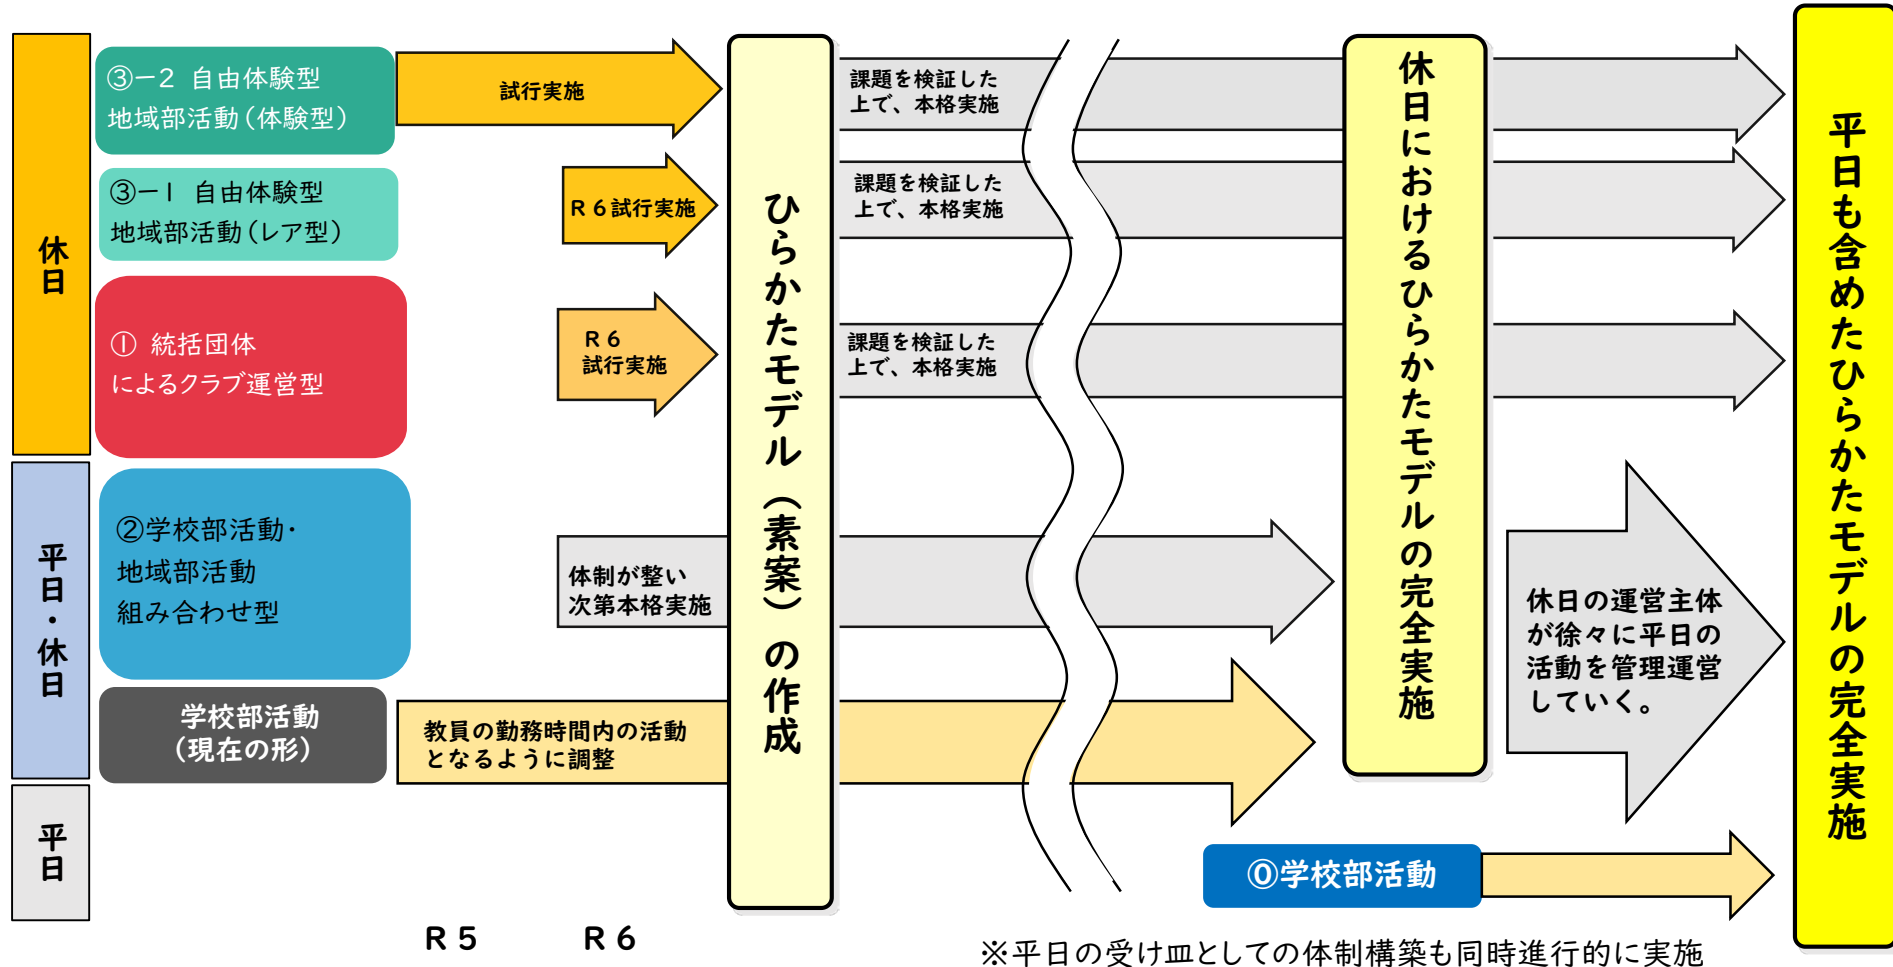 休日
平日・休日
平日
③ー2 自由体験型
地域部活動（体験型）
③ー1 自由体験型
地域部活動（レア型）
① 統括団体
によるクラブ運営型
②学校部活動・
地域部活動
組み合わせ型
学校部活動
（現在の形）
試行実施
R6試行実施
R6
試行実施
体制が整い
次第本格実施
教員の勤務時間内の活動
となるように調整
ひらかたモデル（素案）の作成
課題を検証した
上で、本格実施
課題を検証した
上で、本格実施
課題を検証した
上で、本格実施
休日におけるひらかたモデルの完全実施
休日の運営主体
が徐々に平日の
活動を管理運営
していく。
⓪学校部活動
平日も含めたひらかたモデルの完全実施
R5
R6
※平日の受け皿としての体制構築も同時進行的に実施